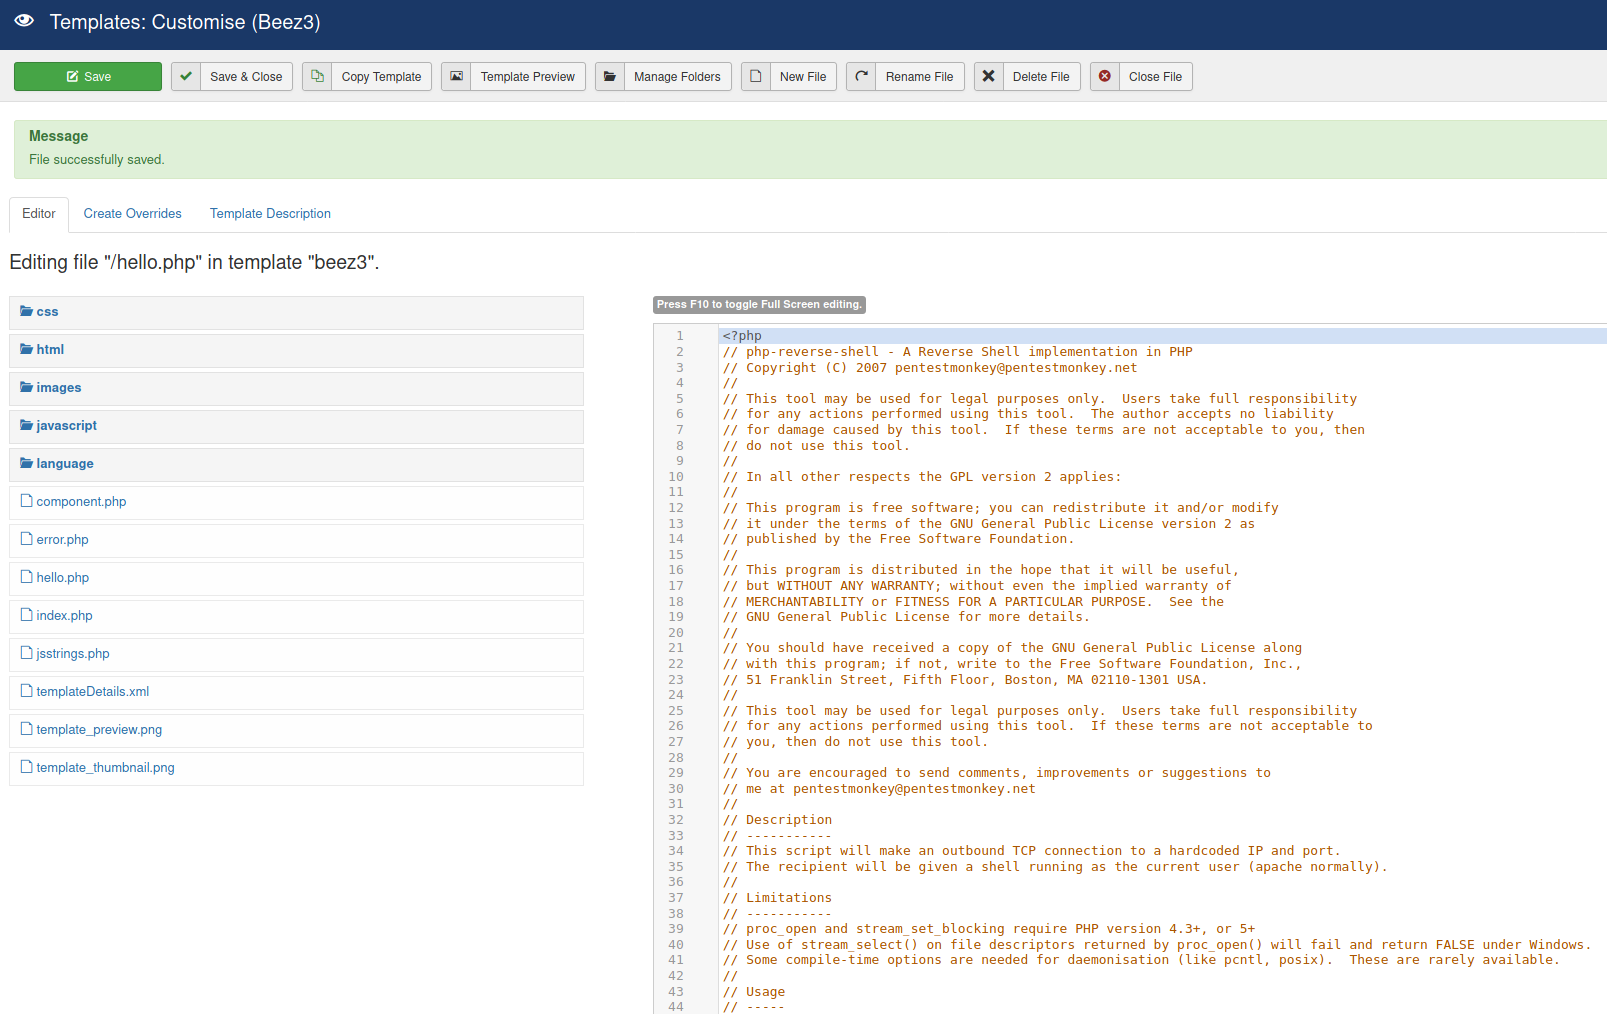 Templates: Customise (Beez3)
Save
Save & Close
Copy Template
Template Preview
Manage Folders
New File
Rename File
Delete File
Close File
Message
File successfully saved.
Editor
Create Overrides
Template Description
Editing file "/hello.php" in template "beez3".
css
html
images
javascript
language
component.php
error.php
hello.php
index.php
jsstrings.php
templateDetails.xml
template_preview.png
template_thumbnail.png
Press F10 to toggle Full Screen editing.
1 <?php
2 // php-reverse-shell - A Reverse Shell implementation in PHP
3 // Copyright (C) 2007 pentestmonkey@pentestmonkey.net
4 //
5 // This tool may be used for legal purposes only.  Users take full responsibility
6 // for any actions performed using this tool.  The author accepts no liability
7 // for damage caused by this tool.  If these terms are not acceptable to you, then
8 // do not use this tool.
9 //
10 // In all other respects the GPL version 2 applies:
11 //
12 // This program is free software; you can redistribute it and/or modify
13 // it under the terms of the GNU General Public License version 2 as
14 // published by the Free Software Foundation.
15 //
16 // This program is distributed in the hope that it will be useful,
17 // but WITHOUT ANY WARRANTY; without even the implied warranty of
18 // MERCHANTABILITY or FITNESS FOR A PARTICULAR PURPOSE.  See the
19 // GNU General Public License for more details.
20 //
21 // You should have received a copy of the GNU General Public License along
22 // with this program; if not, write to the Free Software Foundation, Inc.,
23 // 51 Franklin Street, Fifth Floor, Boston, MA 02110-1301 USA.
24 //
25 // This tool may be used for legal purposes only.  Users take full responsibility
26 // for any actions performed using this tool.  If these terms are not acceptable to
27 // you, then do not use this tool.
28 //
29 // You are encouraged to send comments, improvements or suggestions to
30 // me at pentestmonkey@pentestmonkey.net
31 //
32 // Description
33 // -----------
34 // This script will make an outbound TCP connection to a hardcoded IP and port.
35 // The recipient will be given a shell running as the current user (apache normally).
36 //
37 // Limitations
38 // -----------
39 // proc_open and stream_set_blocking require PHP version 4.3+, or 5+
40 // Use of stream_select() on file descriptors returned by proc_open() will fail and return FALSE under Windows.
41 // Some compile-time options are needed for daemonisation (like pcntl, posix).  These are rarely available.
42 //
43 // Usage
44 // -----